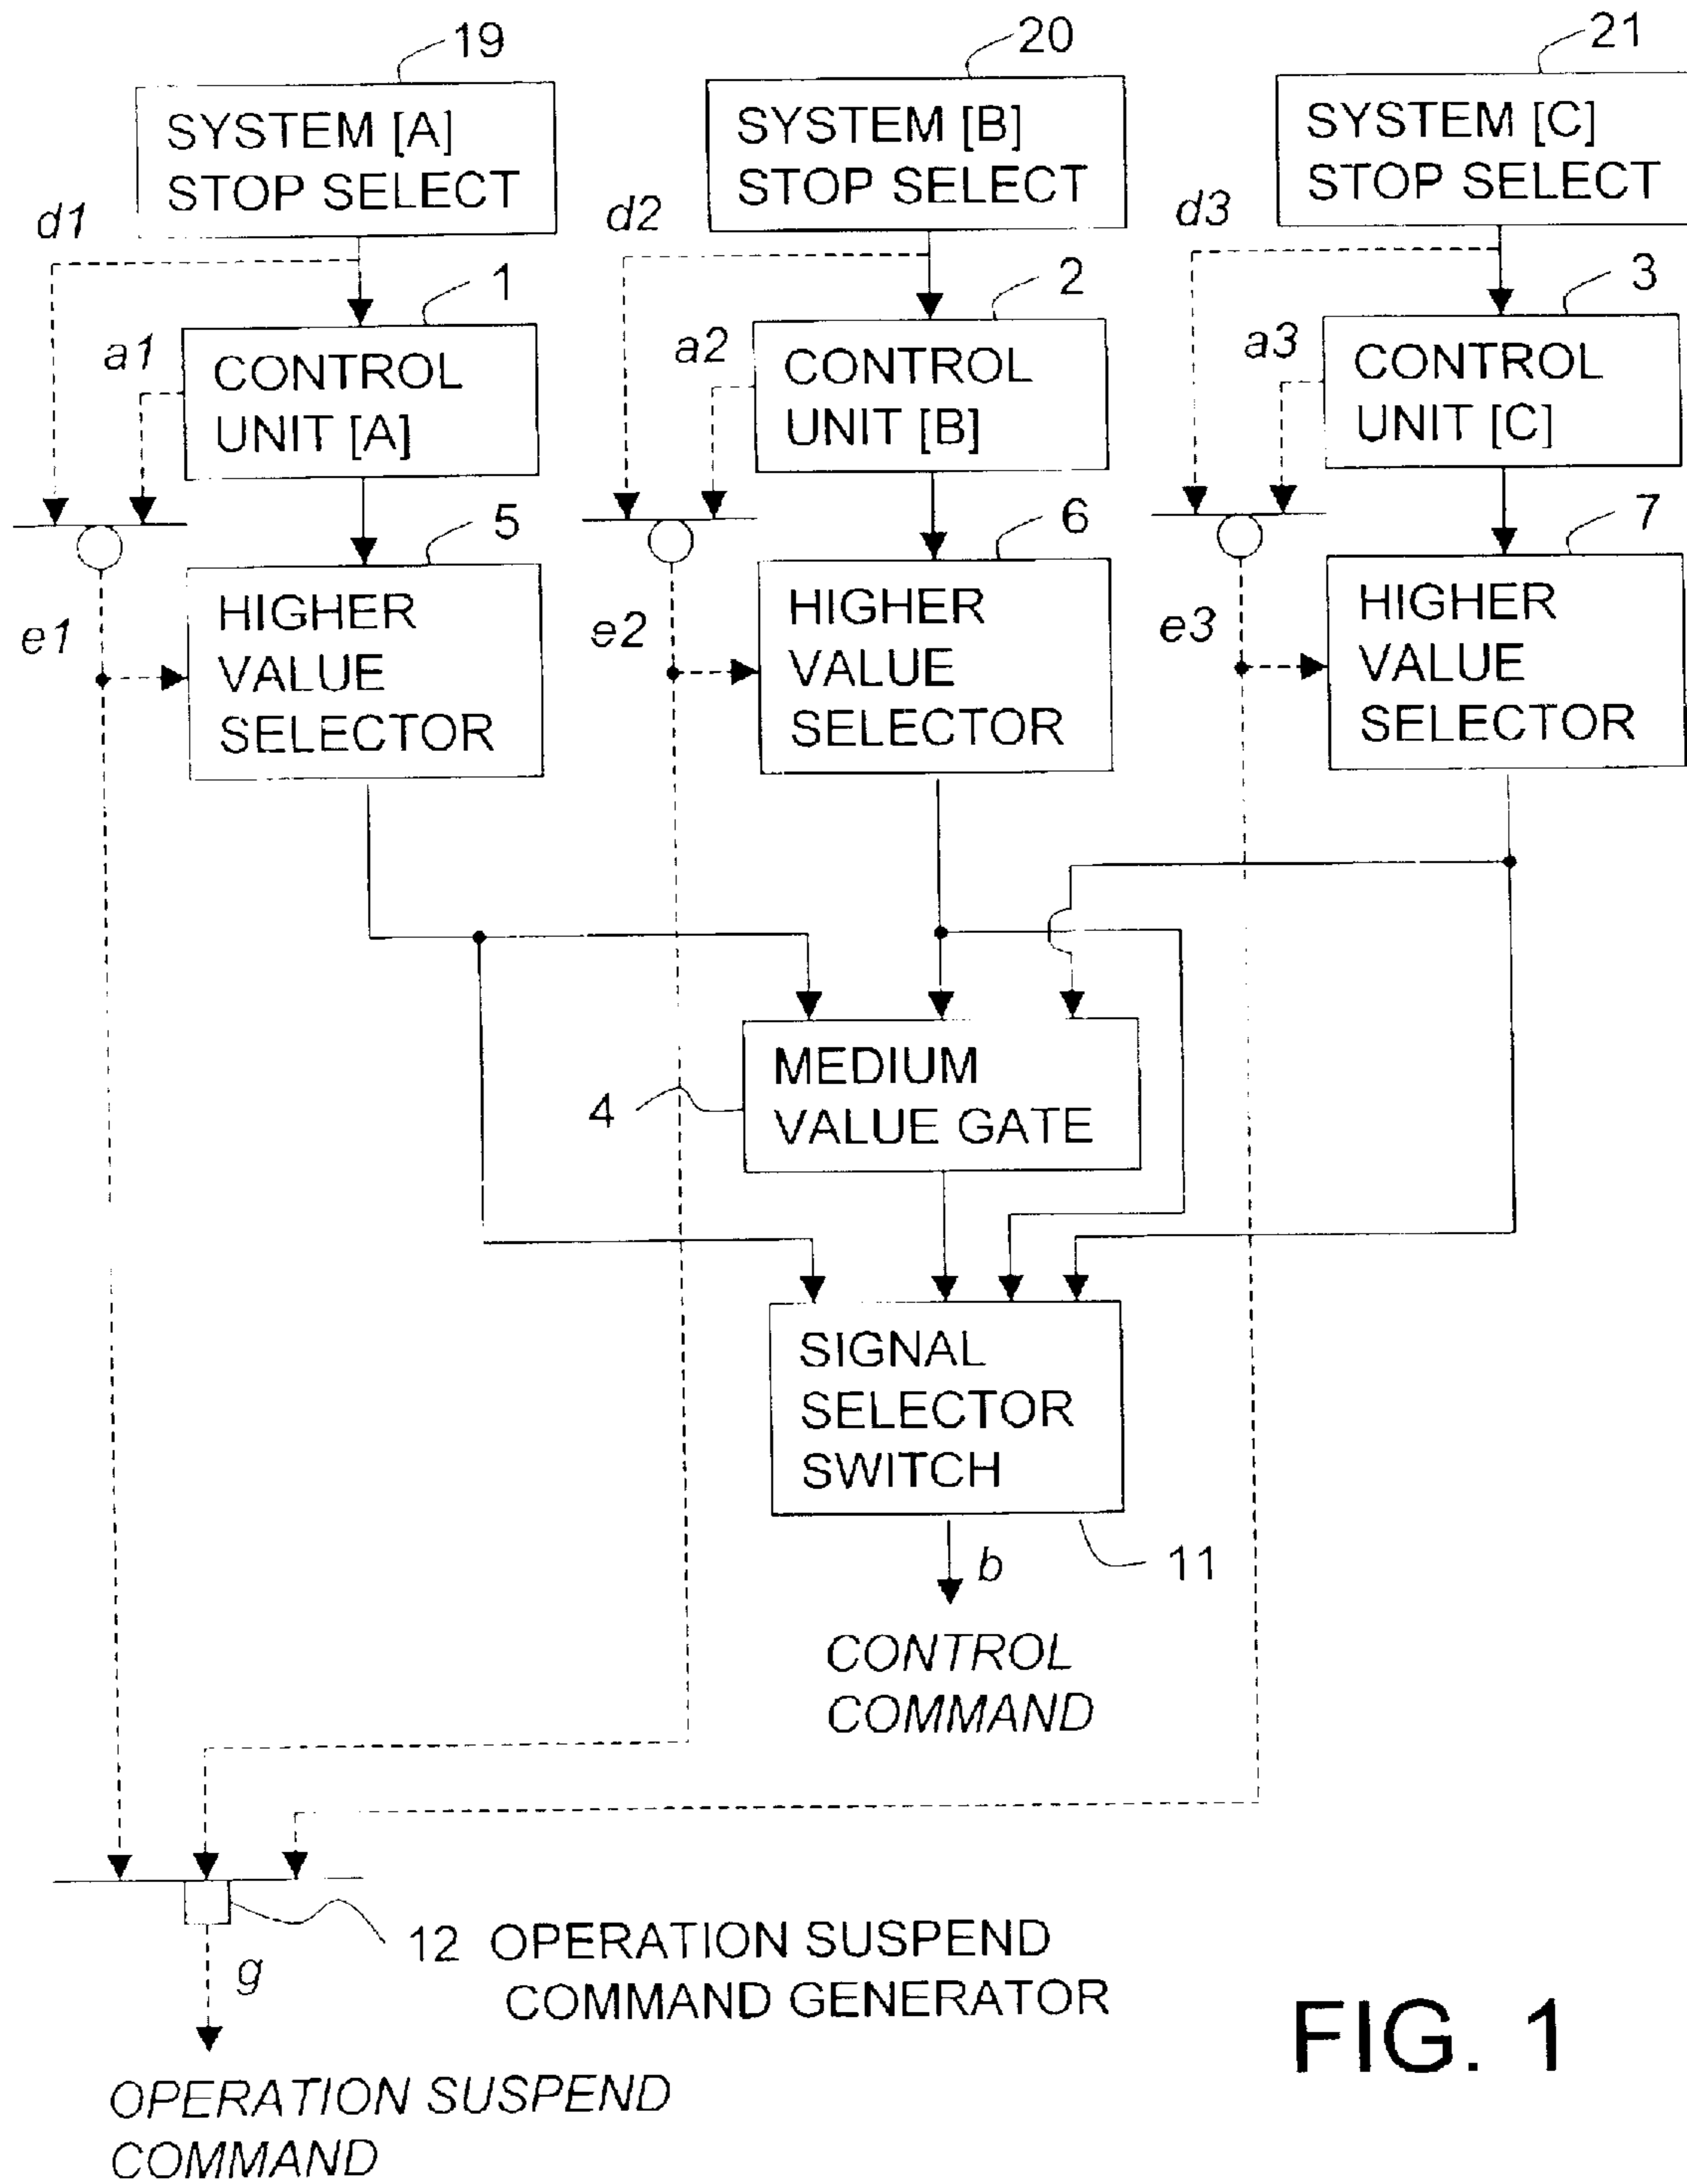 19
20
21
SYSTEM [A]
STOP SELECT
SYSTEM [B]
STOP SELECT
SYSTEM [C]
STOP SELECT
d1
d2
d3
1
2
3
a1
a2
a3
CONTROL
UNIT [A]
CONTROL
UNIT [B]
CONTROL
UNIT [C]
5
6
7
HIGHER
VALUE
SELECTOR
HIGHER
VALUE
SELECTOR
HIGHER
VALUE
SELECTOR
e1
e2
e3
MEDIUM
VALUE GATE
4
SIGNAL
SELECTOR
SWITCH
b
11
CONTROL
COMMAND
12 OPERATION SUSPEND
COMMAND GENERATOR
g
OPERATION SUSPEND
COMMAND
FIG. 1